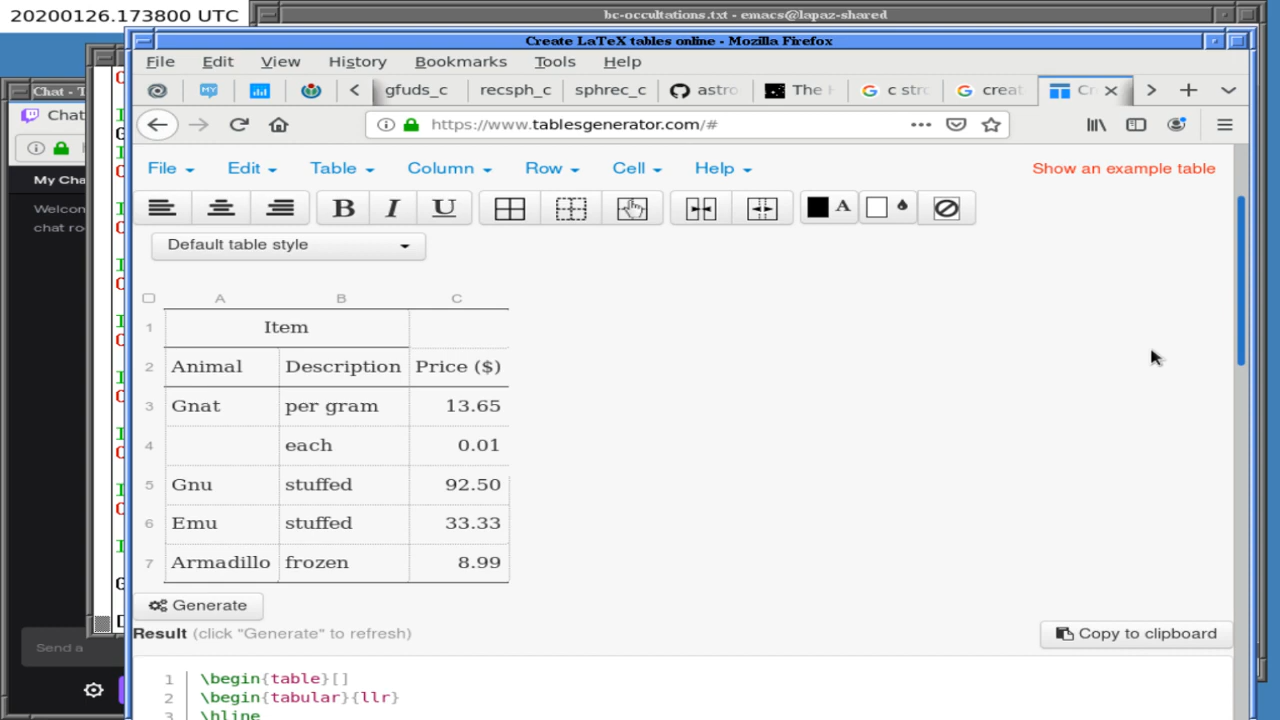 20200126.173800 UTC
bc-occultations.txt - emacs@lapaz-shared
Create LaTeX tables online - Mozilla Firefox
File Edit View History Bookmarks Tools Help
Chat - T
gfuds_c recsph_c sphrec_c astro The c str creat Cr
Chat
https://www.tablesgenerator.com/#
File Edit Table Column Row Cell Help Show an example table
My Cha
Welcon
chat ro
B I U A
Default table style
A B C
1 Item
2 Animal Description Price ($)
3 Gnat per gram 13.65
4 each 0.01
5 Gnu stuffed 92.50
6 Emu stuffed 33.33
7 Armadillo frozen 8.99
Generate
Result (click "Generate" to refresh)
Copy to clipboard
Send a
1 \begin{table}[]
2 \begin{tabular}{llr}
3 \hline